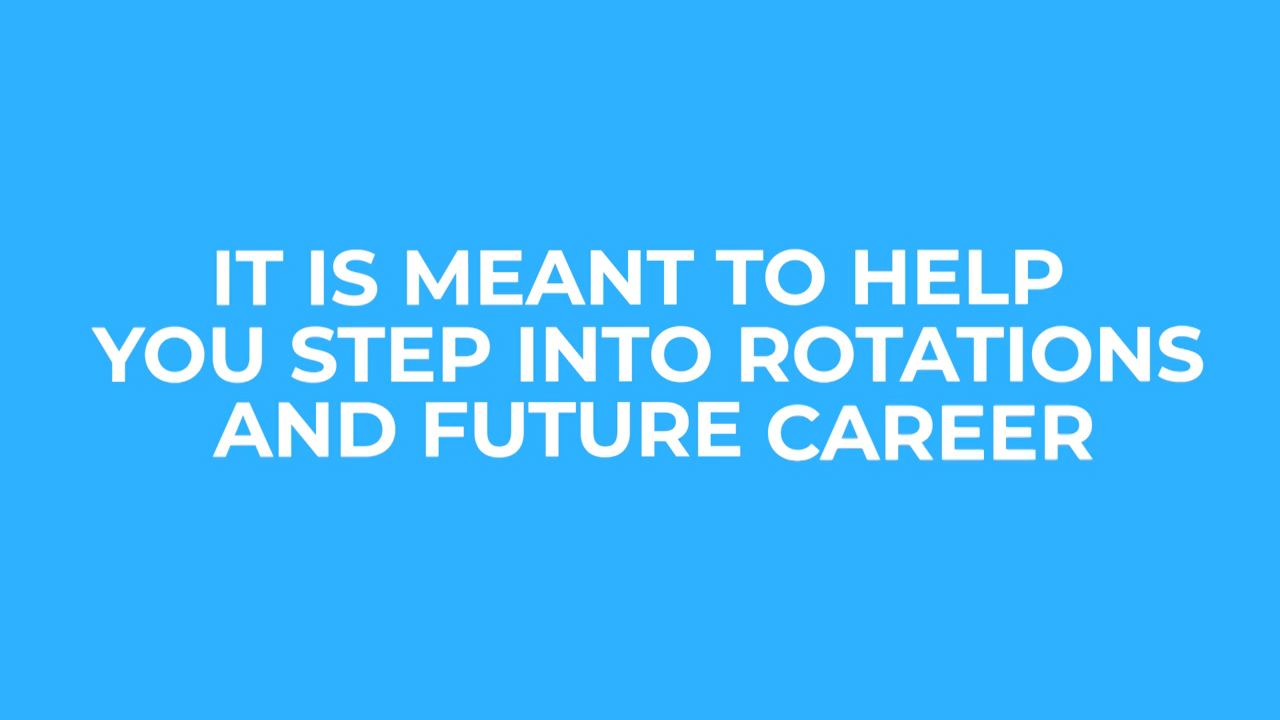 IT IS MEANT TO HELP
YOU STEP INTO ROTATIONS
AND FUTURE CAREER